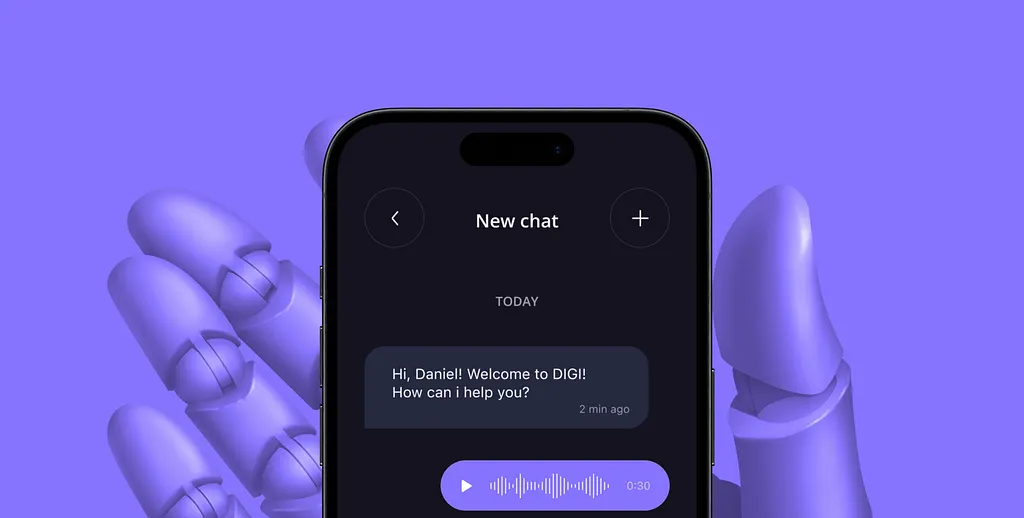 New chat
TODAY
Hi, Daniel! Welcome to DIGI!
How can i help you?
2 min ago
0:30